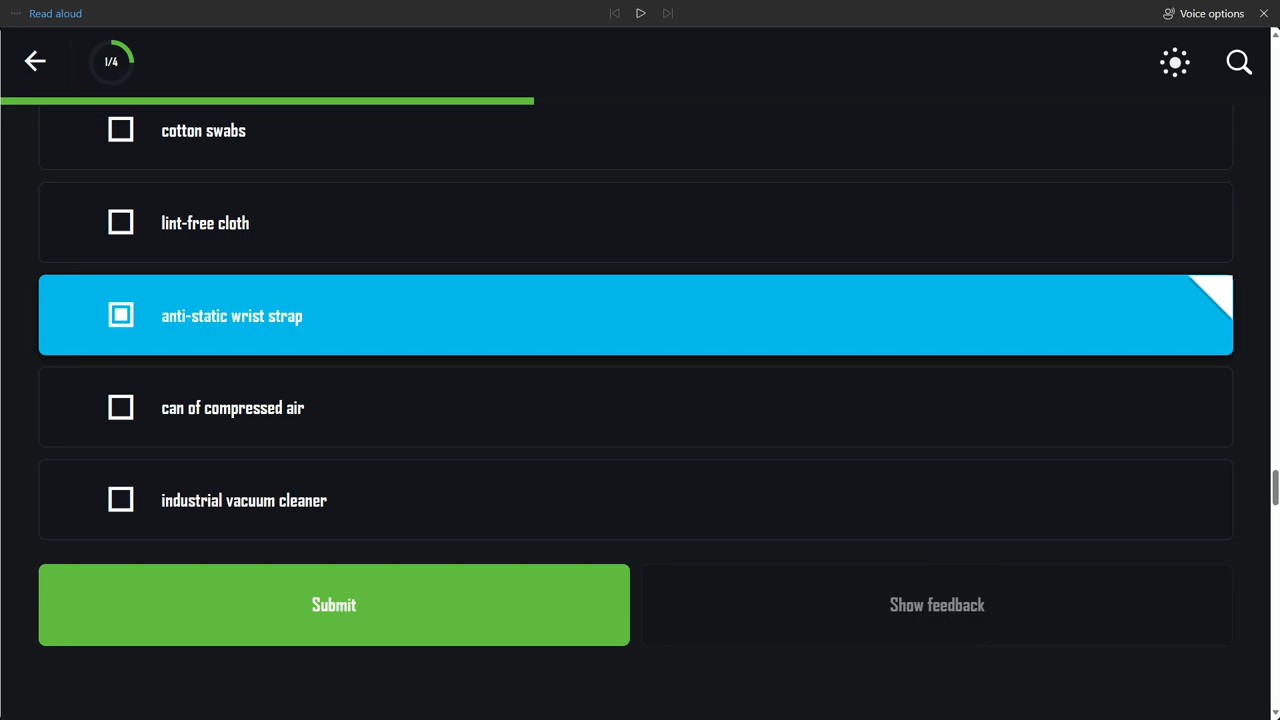 Read aloud
Voice options
1/4
cotton swabs
lint-free cloth
anti-static wrist strap
can of compressed air
industrial vacuum cleaner
Submit
Show feedback